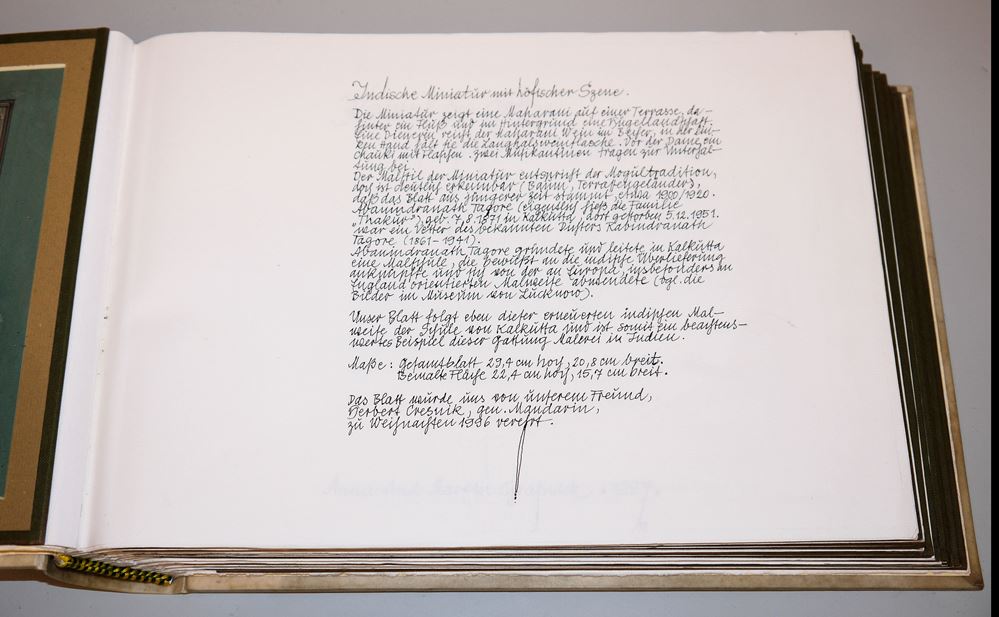 Indische Miniatur mit höfischer Szene.
Die Miniatur zeigt eine Maharani auf einer Terrasse, da-
hinter ein Fluß und im Hintergrund eine Hügellandschaft.
Eine Dienerin reicht der Maharani Wein im Becher, in der lin-
ken Hand hält sie die Langhalsweinflasche. Vor der Dame ein
Chauki mit Flaschen. Zwei Musikantinen tragen zur Unterhal-
tung bei.
Der Malstil der Miniatur entspricht der Mogultradition,
doch ist deutlich erkennbar (Baum, Terrassengeländer),
daß das Blatt aus jüngerer Zeit stammt, etwa 1900/1920.
Abanindranath Tagore (eigentlich hieß die Familie
"Thakur") geb. 7.8.1871 in Kalkutta, dort gestorben 5.12.1951.
war ein Vetter des bekannten Dichters Rabindranath
Tagore (1861-1941).
Abanindranath Tagore gründete und leitete in Kalkutta
eine Malschule, die bewußt an die indische Überlieferung
anknüpfte und sich von der an Europa, insbesonders an
England orientierten Malweise abwendete (vgl. die
Bilder im Museum von Lucknow).
Unser Blatt folgt eben dieser erneuerten indischen Mal-
weise der Schule von Kalkutta und ist somit ein beachtens-
wertes Beispiel dieser Gattung Malerei in Indien.
Maße: Gesamtblatt 29,4 cm hoch, 20,8 cm breit.
Bemalte Fläche 22,4 cm hoch, 15,7 cm breit.
Das Blatt wurde uns von unserem Freund,
Herbert Cresnik, gen. Mandarin,
zu Weihnachten 1996 verehrt.